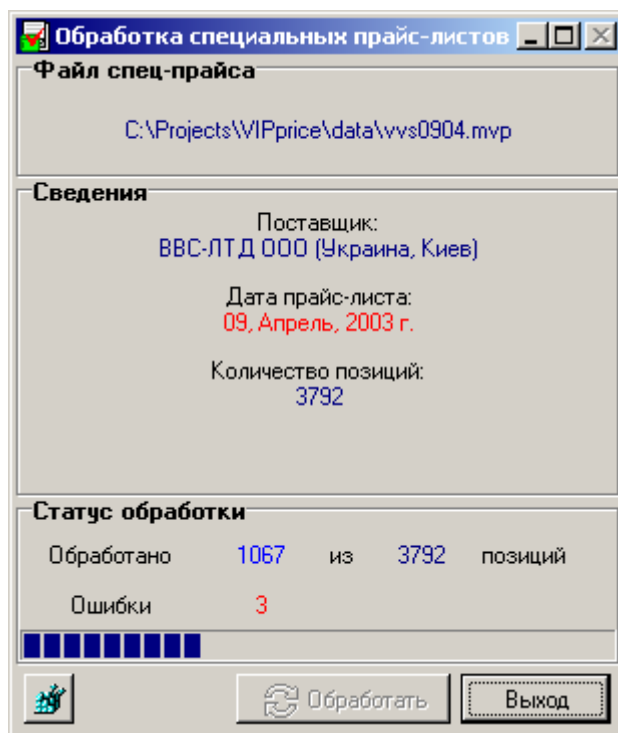 Обработка специальных прайс-листов
Файл спец-прайса
C:\Projects\VIPprice\data\vvs0904.mvp
Сведения
Поставщик:
ВВС-ЛТД ООО (Украина, Киев)
Дата прайс-листа:
09, Апрель, 2003 г.
Количество позиций:
3792
Статус обработки
Обработано 1067 из 3792 позиций
Ошибки 3
Обработать Выход